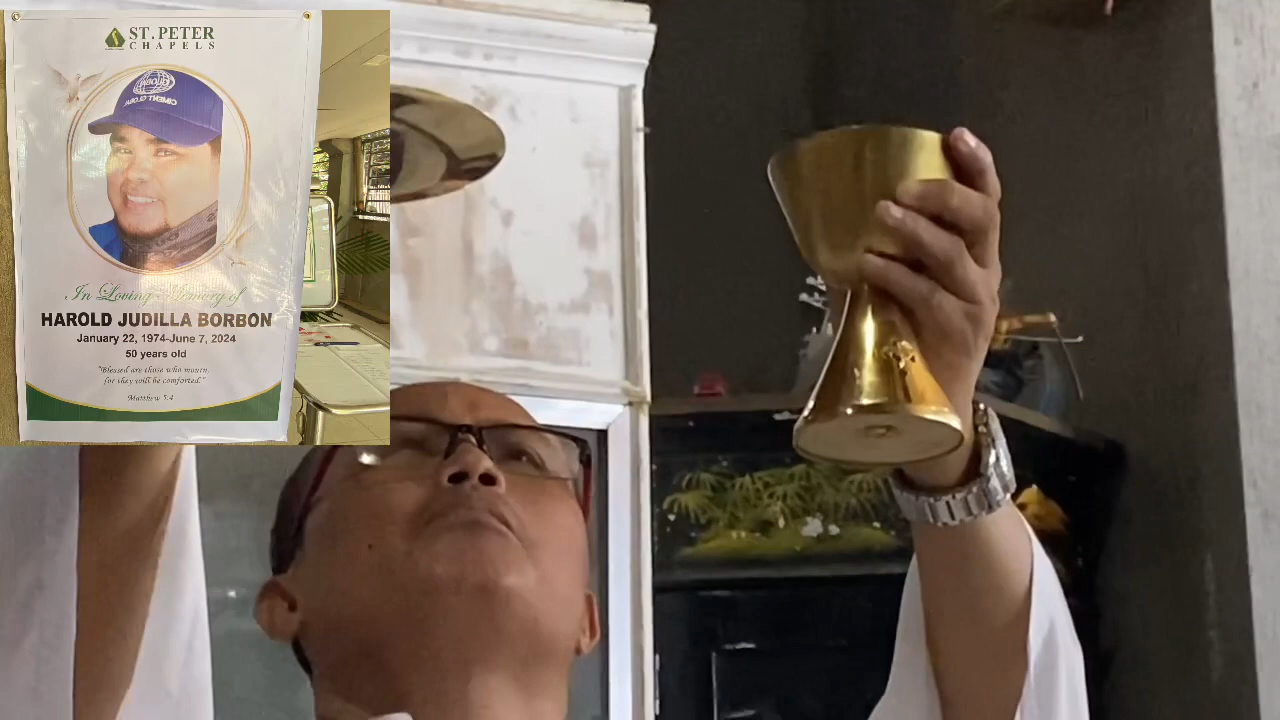 ST. PETER
CHAPELS
In Loving Memory of
HAROLD JUDILLA BORBON
January 22, 1974-June 7, 2024
50 years old
"Blessed are those who mourn,
for they will be comforted."
Matthew 5:4